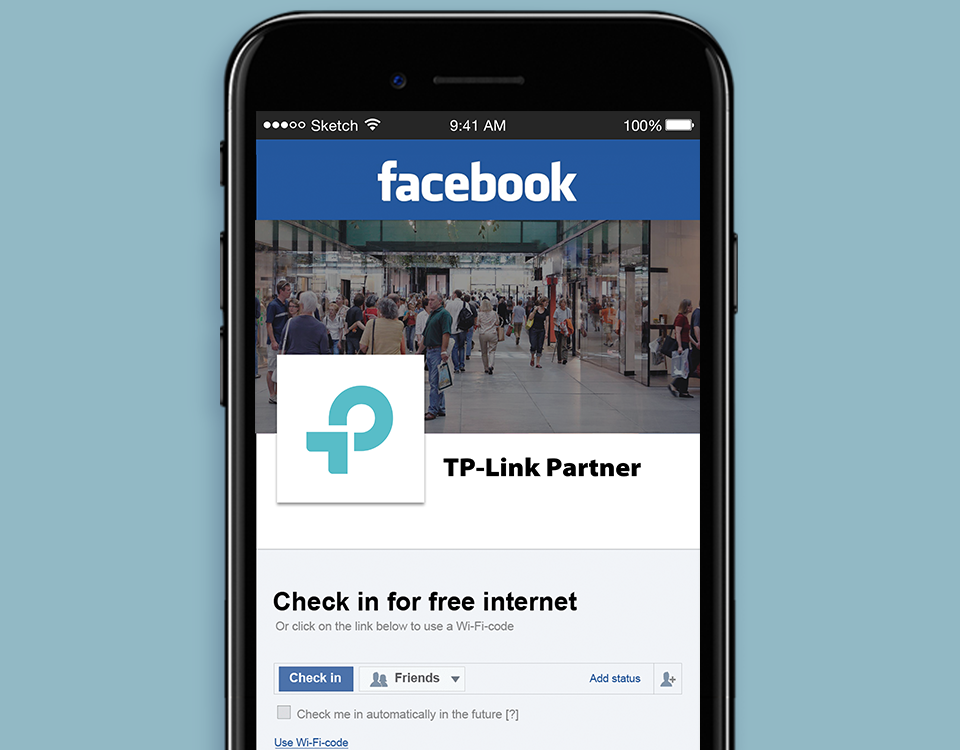 Sketch 9:41 AM 100%
facebook
TP-Link Partner
Check in for free internet
Or click on the link below to use a Wi-Fi-code
Check in Friends Add status
Check me in automatically in the future [?]
Use Wi-Fi-code